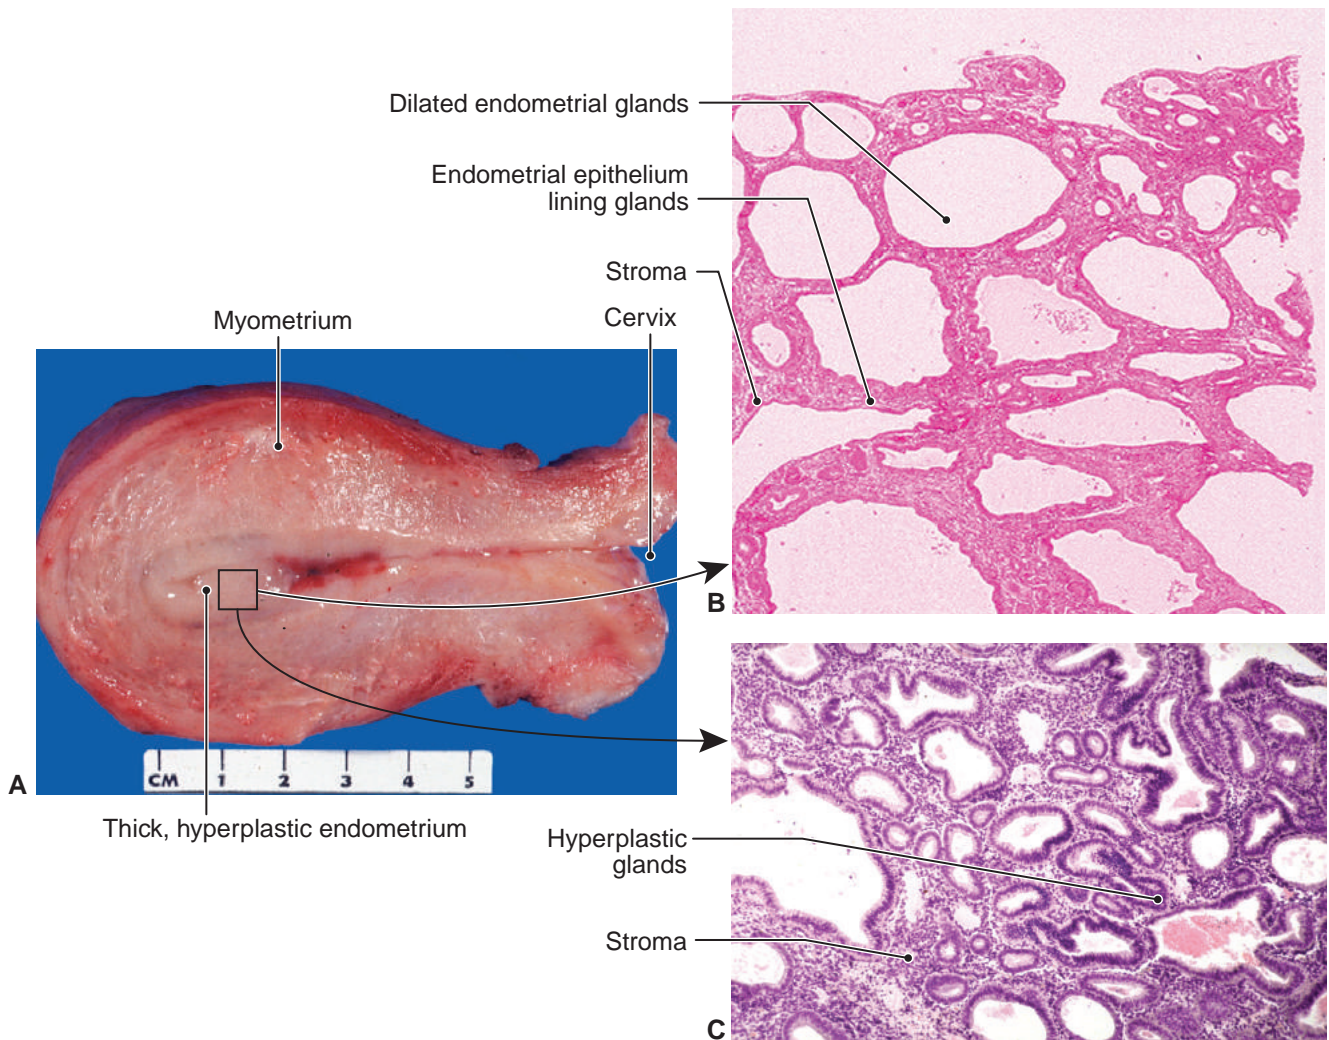 Dilated endometrial glands
Endometrial epithelium
lining glands
Stroma
Myometrium
Cervix
B
CM 1 2 3 4 5
A
Thick, hyperplastic endometrium
Hyperplastic
glands
Stroma
C